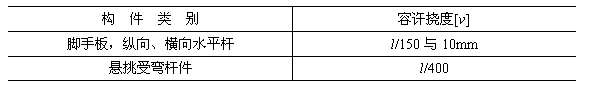 构 件 类 别 容许挠度[v]
脚手板，纵向、横向水平杆 l/150 与 10mm
悬挑受弯杆件 l/400